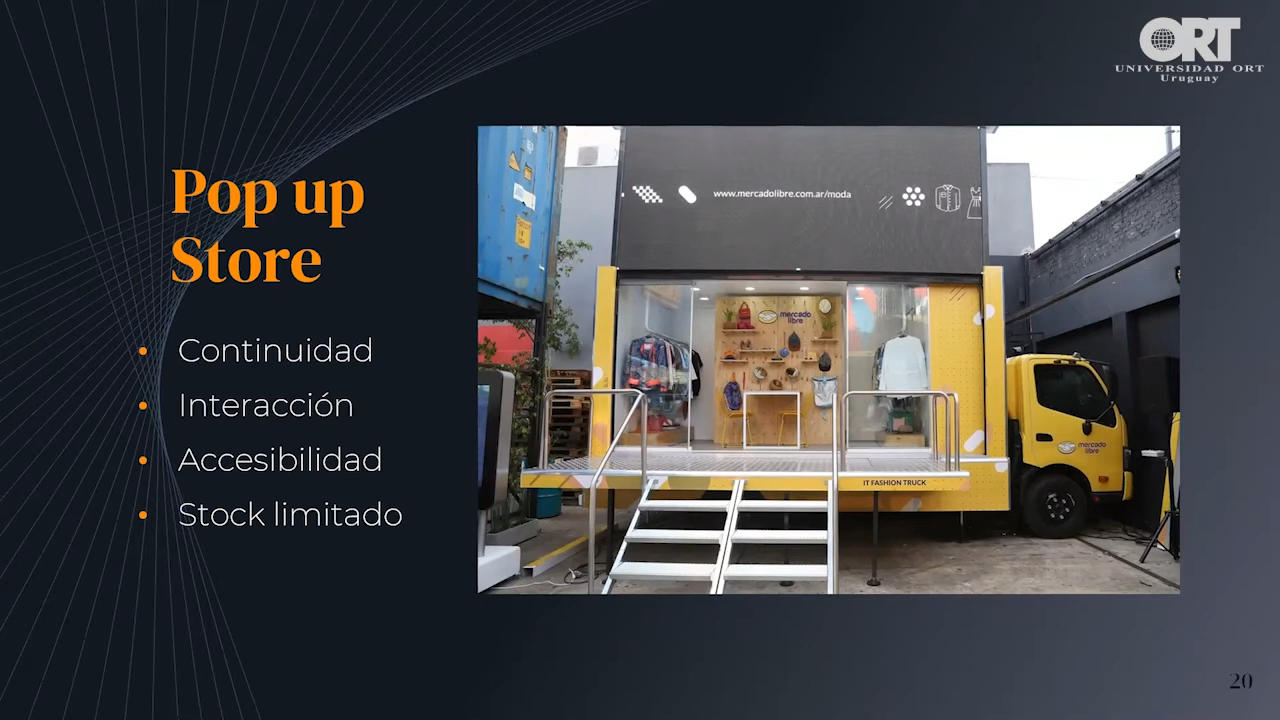 ORT
UNIVERSIDAD ORT
Uruguay
Pop up
Store
• Continuidad
• Interacción
• Accesibilidad
• Stock limitado
www.mercadolibre.com.ar/moda
mercado
libre
mercado
libre
IT FASHION TRUCK
20